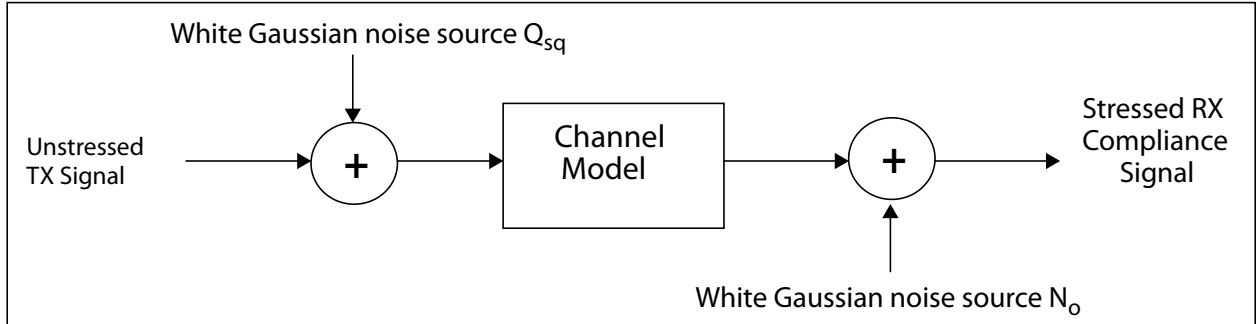 White Gaussian noise source Qsq
Unstressed
TX Signal
+
Channel
Model
+
Stressed RX
Compliance
Signal
White Gaussian noise source No